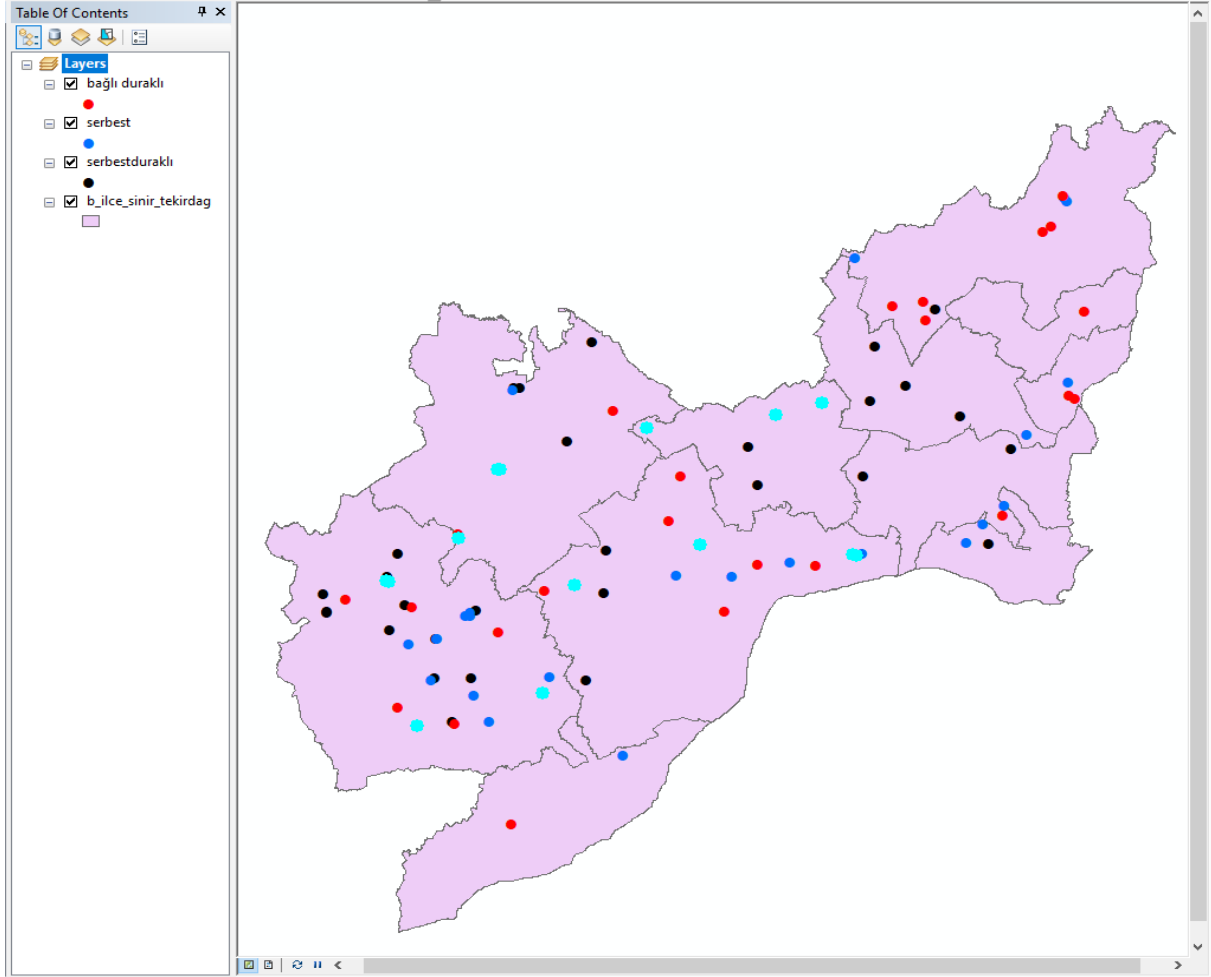 Table Of Contents
Layers
bağlı duraklı
serbest
serbestduraklı
b_ilce_sinir_tekirdag